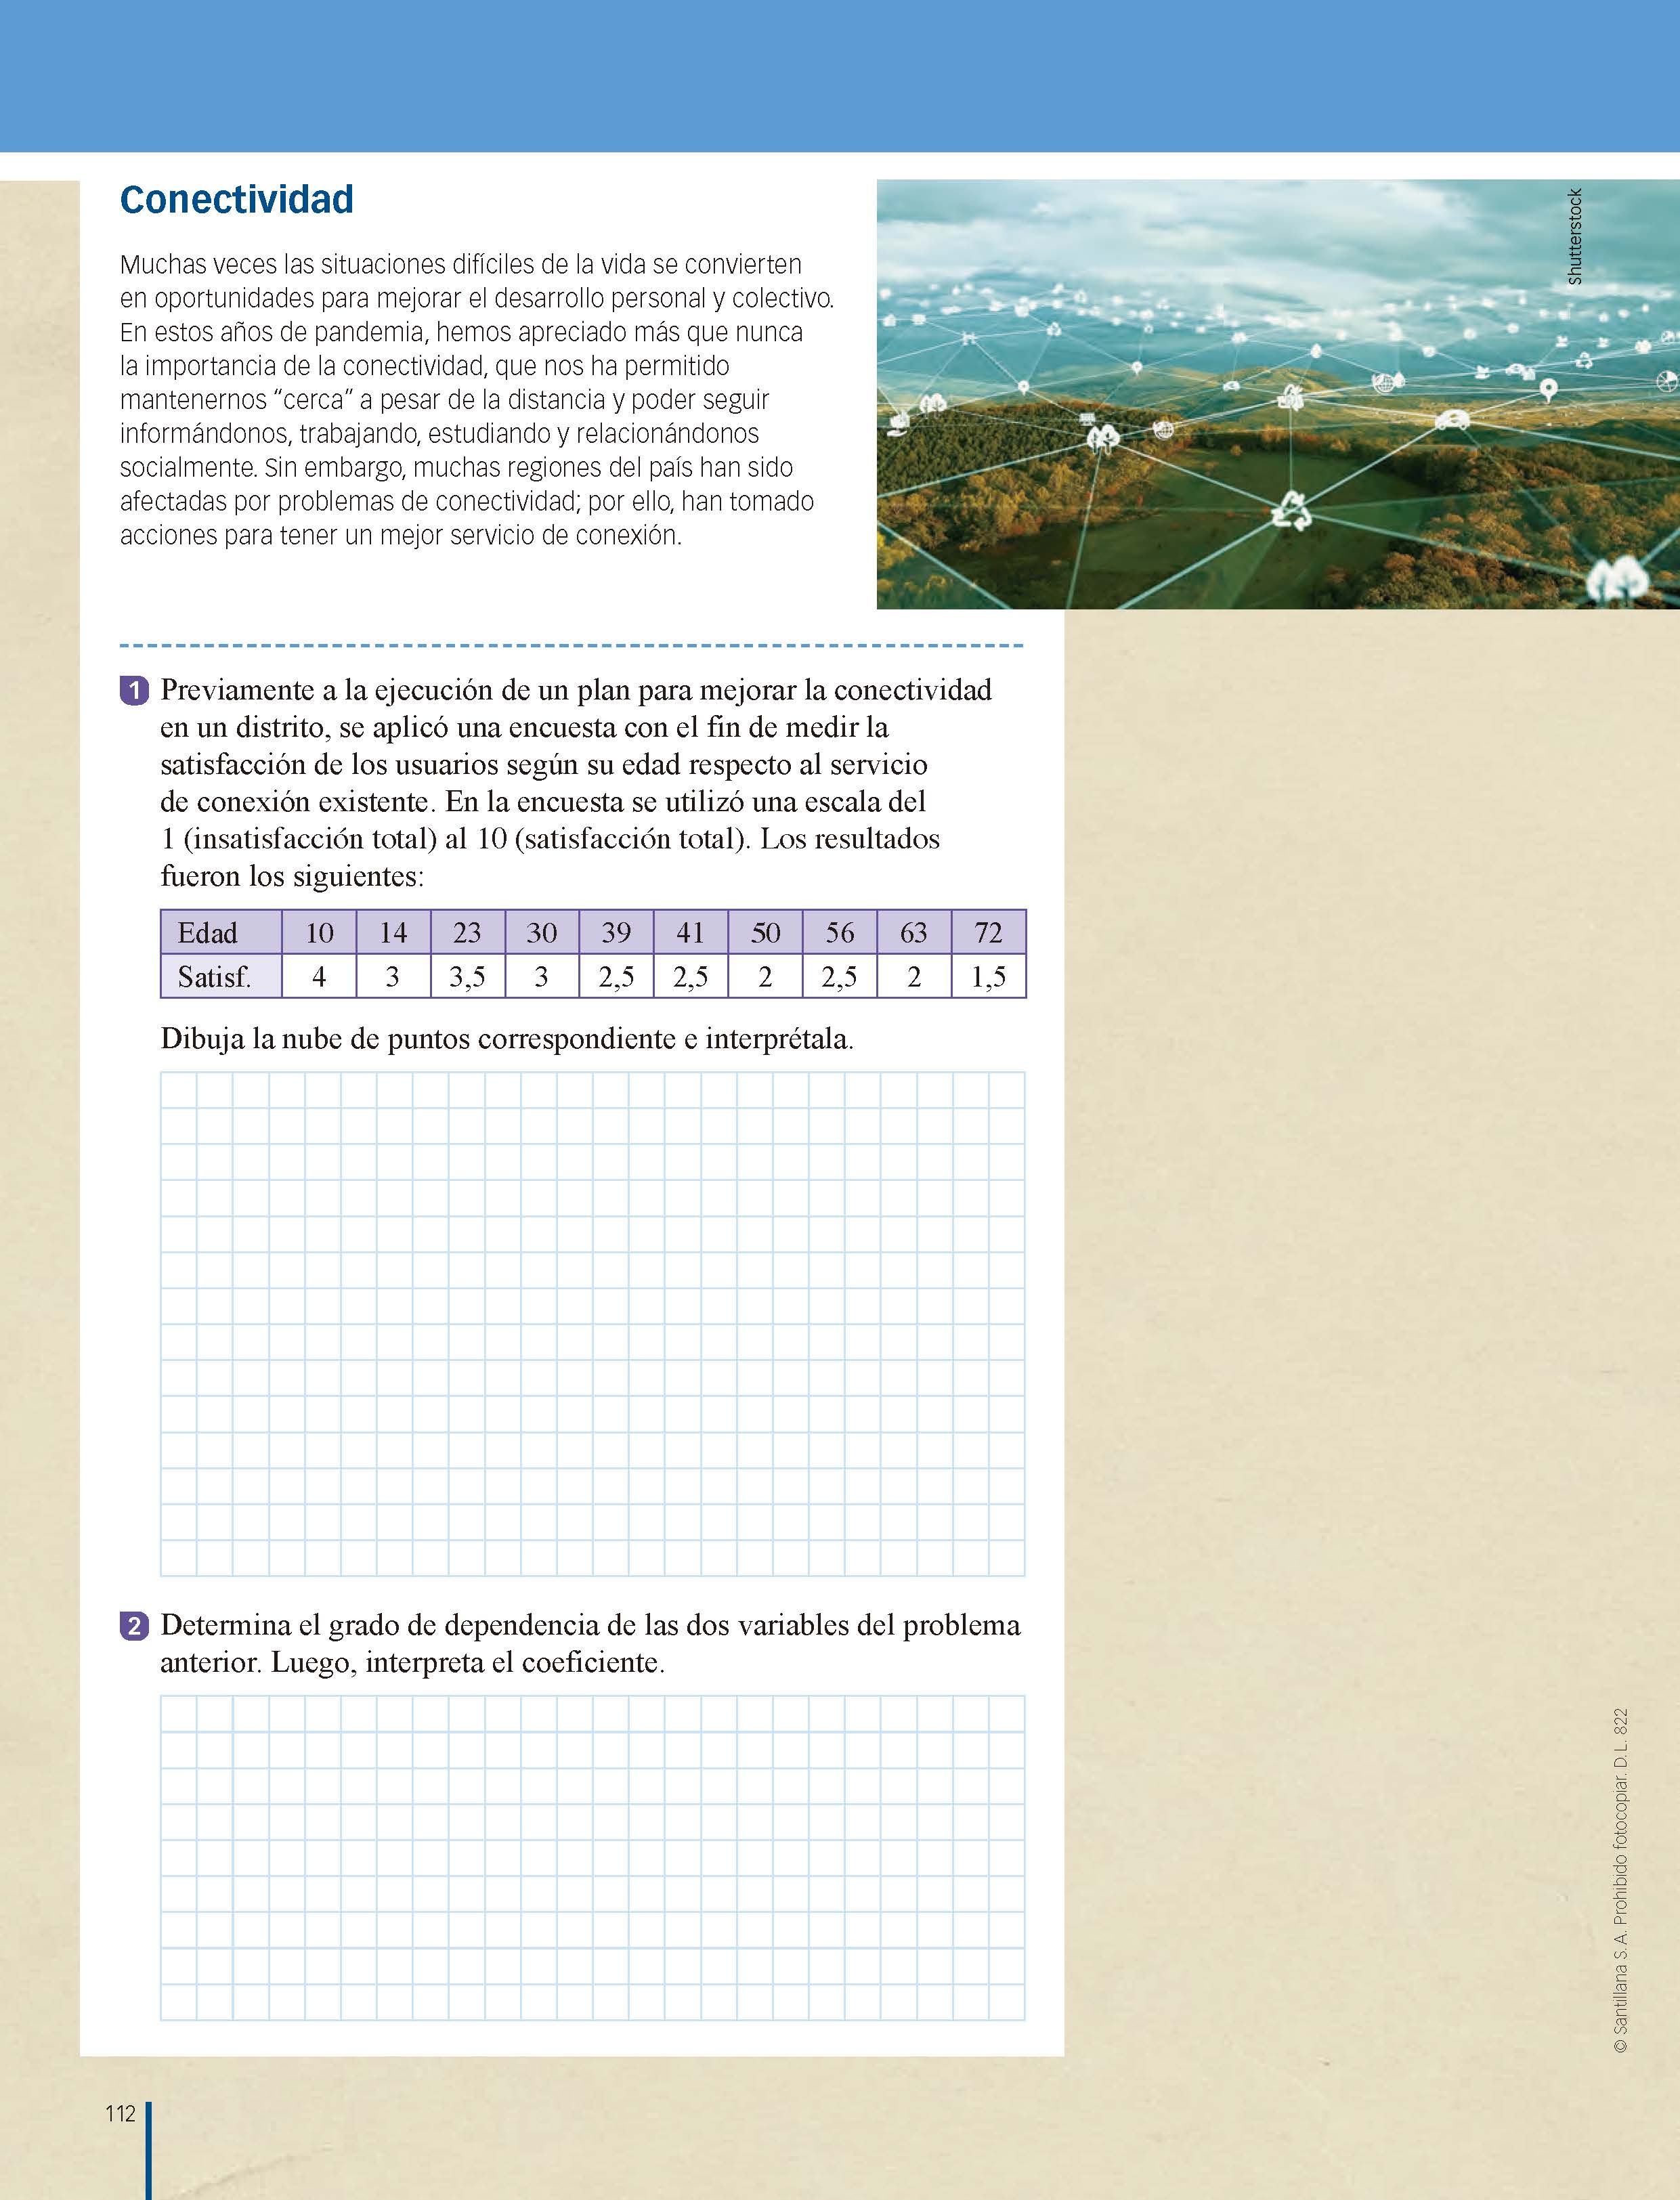 Conectividad
Muchas veces las situaciones difíciles de la vida se convierten
en oportunidades para mejorar el desarrollo personal y colectivo.
En estos años de pandemia, hemos apreciado más que nunca
la importancia de la conectividad, que nos ha permitido
mantenernos “cerca” a pesar de la distancia y poder seguir
informándonos, trabajando, estudiando y relacionándonos
socialmente. Sin embargo, muchas regiones del país han sido
afectadas por problemas de conectividad; por ello, han tomado
acciones para tener un mejor servicio de conexión.
Shutterstock
1 Previamente a la ejecución de un plan para mejorar la conectividad
en un distrito, se aplicó una encuesta con el fin de medir la
satisfacción de los usuarios según su edad respecto al servicio
de conexión existente. En la encuesta se utilizó una escala del
1 (insatisfacción total) al 10 (satisfacción total). Los resultados
fueron los siguientes:
Edad 10 14 23 30 39 41 50 56 63 72
Satisf. 4 3 3,5 3 2,5 2,5 2 2,5 2 1,5
Dibuja la nube de puntos correspondiente e interprétala.
2 Determina el grado de dependencia de las dos variables del problema
anterior. Luego, interpreta el coeficiente.
© Santillana S. A. Prohibido fotocopiar. D. L. 822
112